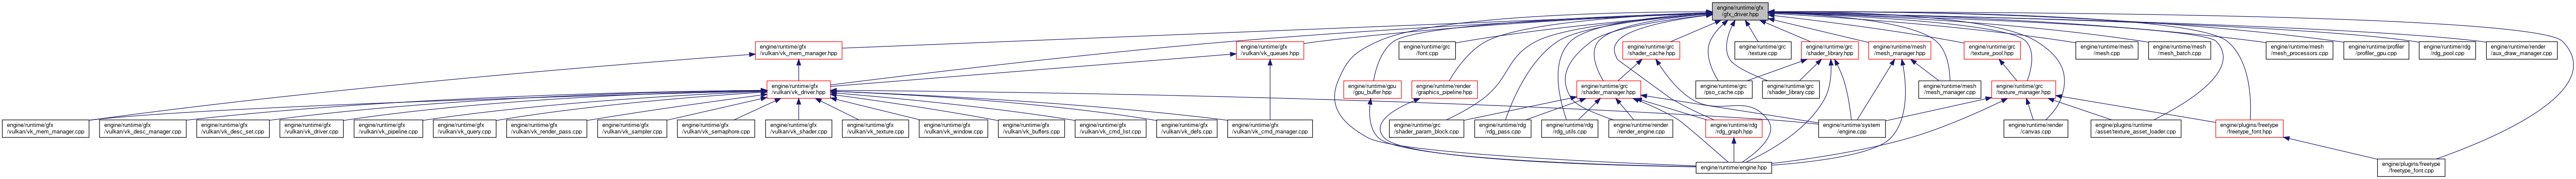 engine/runtime/gfx
/gfx_driver.hpp
engine/runtime/gfx
/vulkan/vk_mem_manager.hpp
engine/runtime/gfx
/vulkan/vk_queues.hpp
engine/runtime/grc
/font.cpp
engine/runtime/grc
/shader_cache.hpp
engine/runtime/grc
/texture.cpp
engine/runtime/grc
/shader_library.hpp
engine/runtime/mesh
/mesh_manager.hpp
engine/runtime/grc
/texture_pool.hpp
engine/runtime/mesh
/mesh.cpp
engine/runtime/mesh
/mesh_batch.cpp
engine/runtime/mesh
/mesh_processors.cpp
engine/runtime/profiler
/profiler_gpu.cpp
engine/runtime/rdg
/rdg_pool.cpp
engine/runtime/render
/aux_draw_manager.cpp
engine/runtime/gfx
/vulkan/vk_driver.hpp
engine/runtime/gpu
/gpu_buffer.hpp
engine/runtime/render
/graphics_pipeline.hpp
engine/runtime/grc
/shader_manager.hpp
engine/runtime/grc
/pso_cache.cpp
engine/runtime/grc
/shader_library.cpp
engine/runtime/mesh
/mesh_manager.cpp
engine/runtime/grc
/texture_manager.hpp
engine/runtime/gfx
/vulkan/vk_mem_manager.cpp
engine/runtime/gfx
/vulkan/vk_desc_manager.cpp
engine/runtime/gfx
/vulkan/vk_desc_set.cpp
engine/runtime/gfx
/vulkan/vk_driver.cpp
engine/runtime/gfx
/vulkan/vk_pipeline.cpp
engine/runtime/gfx
/vulkan/vk_query.cpp
engine/runtime/gfx
/vulkan/vk_render_pass.cpp
engine/runtime/gfx
/vulkan/vk_sampler.cpp
engine/runtime/gfx
/vulkan/vk_semaphore.cpp
engine/runtime/gfx
/vulkan/vk_shader.cpp
engine/runtime/gfx
/vulkan/vk_texture.cpp
engine/runtime/gfx
/vulkan/vk_window.cpp
engine/runtime/gfx
/vulkan/vk_buffers.cpp
engine/runtime/gfx
/vulkan/vk_cmd_list.cpp
engine/runtime/gfx
/vulkan/vk_defs.cpp
engine/runtime/gfx
/vulkan/vk_cmd_manager.cpp
engine/runtime/grc
/shader_param_block.cpp
engine/runtime/rdg
/rdg_pass.cpp
engine/runtime/rdg
/rdg_utils.cpp
engine/runtime/render
/render_engine.cpp
engine/runtime/rdg
/rdg_graph.hpp
engine/runtime/system
/engine.cpp
engine/runtime/render
/canvas.cpp
engine/plugins/runtime
/asset/texture_asset_loader.cpp
engine/plugins/freetype
/freetype_font.hpp
engine/runtime/engine.hpp
engine/plugins/freetype
/freetype_font.cpp